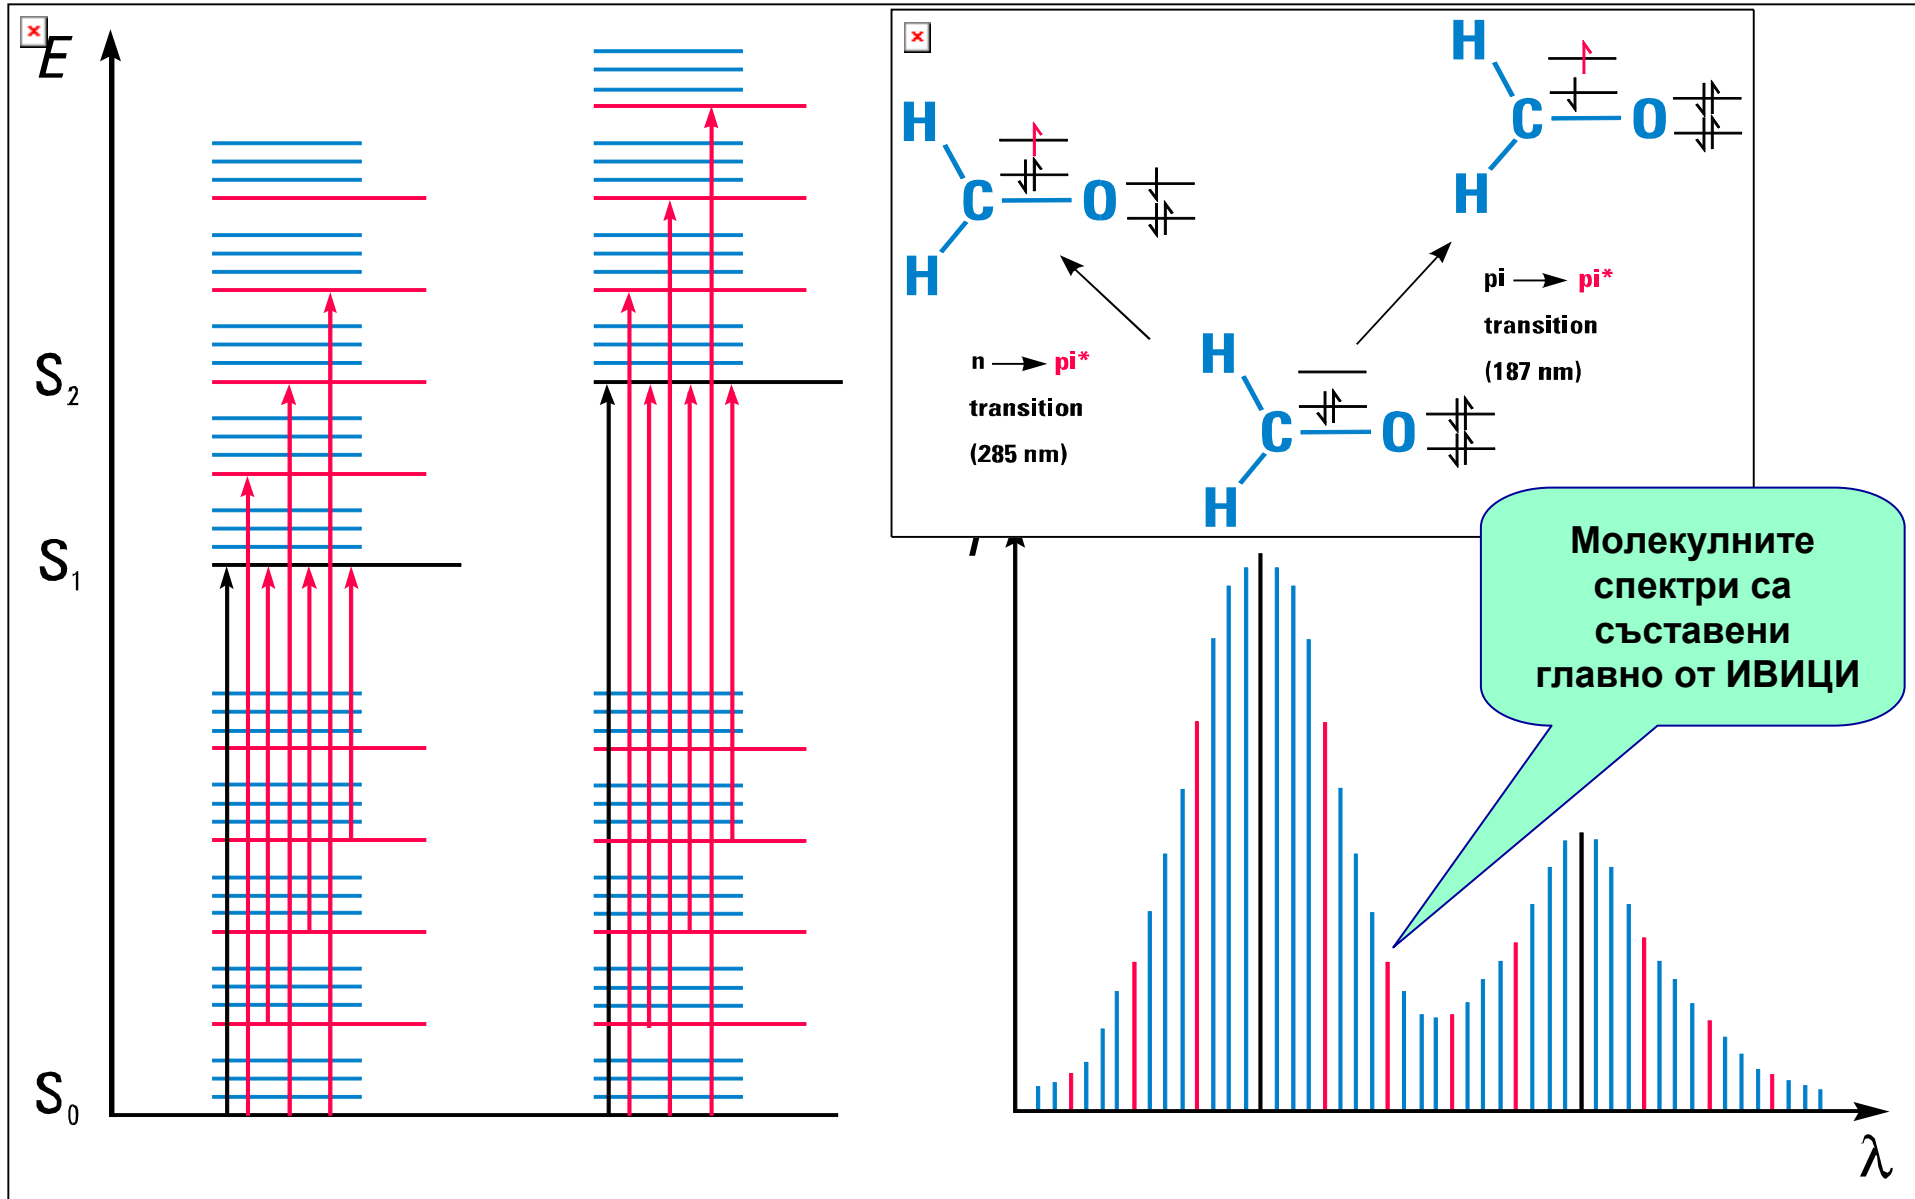 E
S2
S1
S0
H
C
O
H
n → pi*
transition
(285 nm)
H
C
O
H
pi → pi*
transition
(187 nm)
H
C
O
H
Молекулните
спектри са
съставени
главно от ИВИЦИ
λ